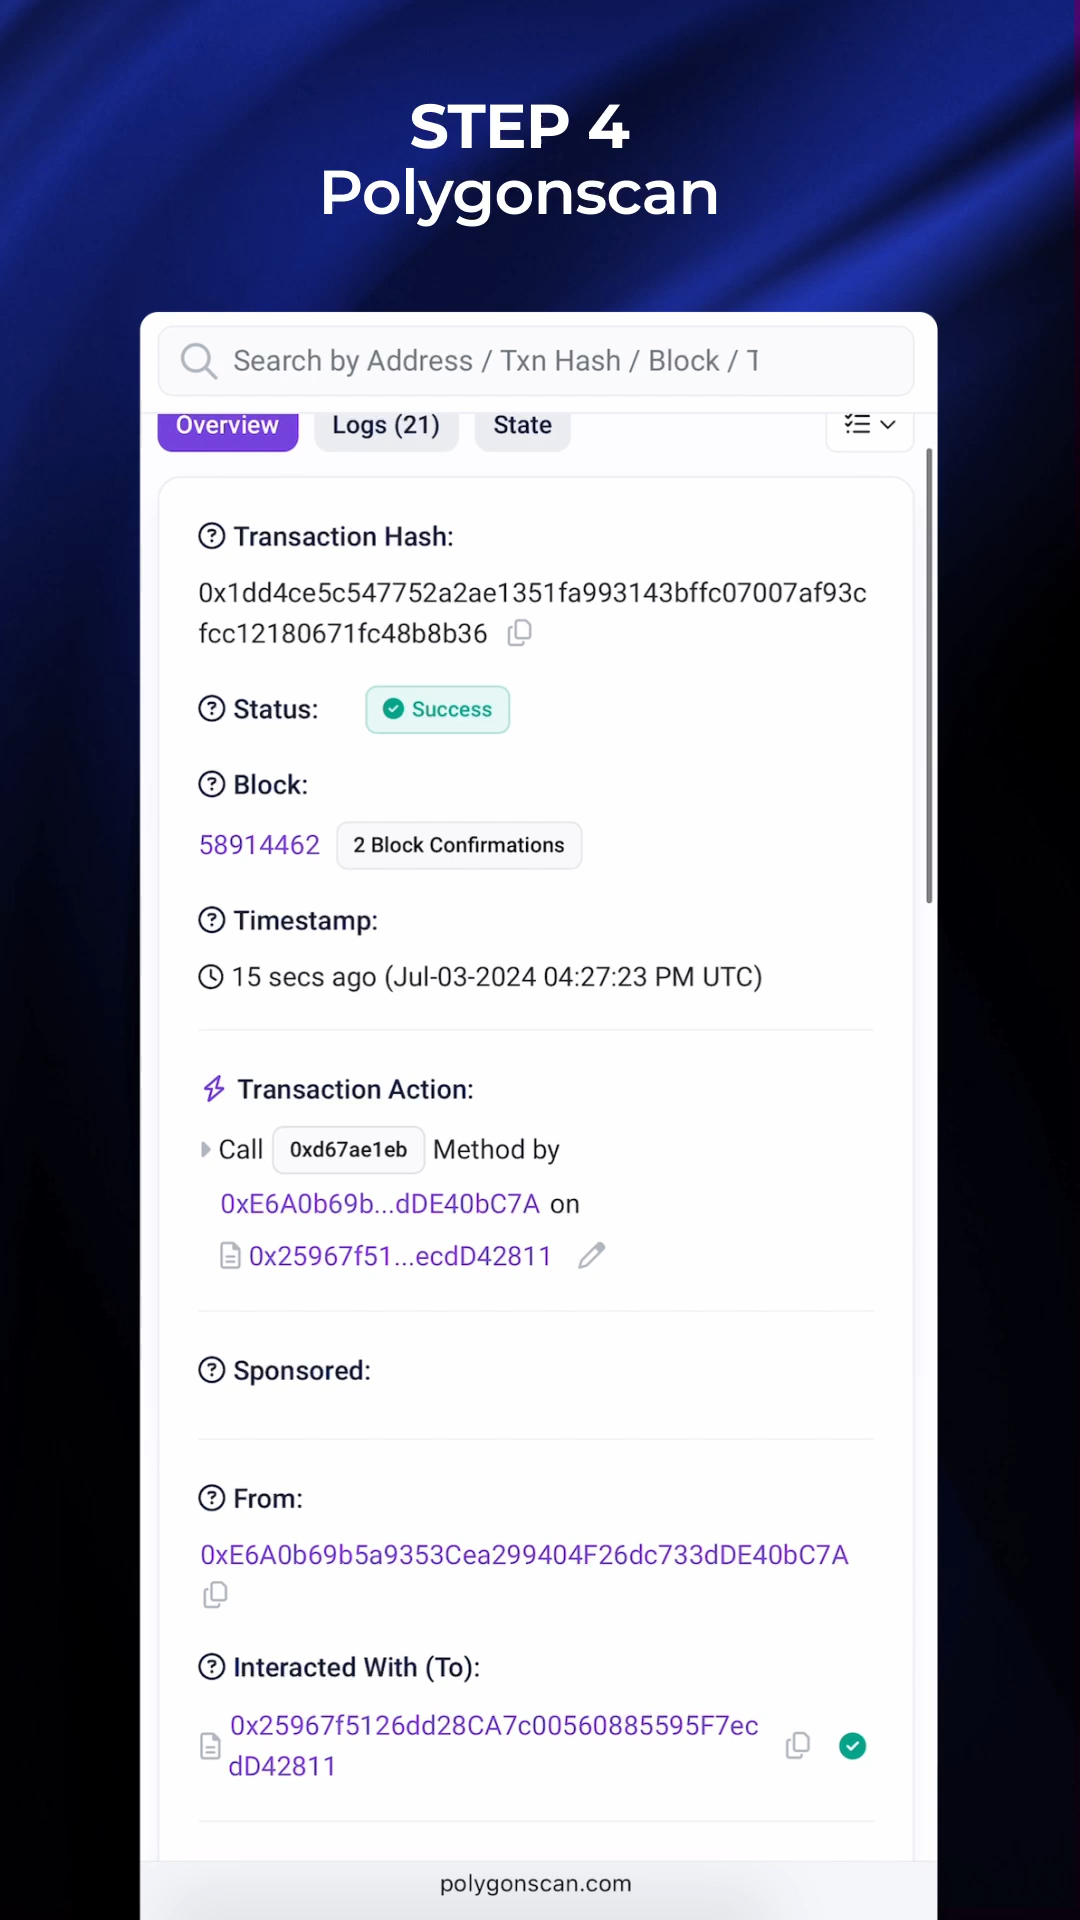 STEP 4
Polygonscan
Search by Address / Txn Hash / Block / T
Overview Logs (21) State
Transaction Hash:
0x1dd4ce5c547752a2ae1351fa993143bffc07007af93c
fcc12180671fc48b8b36
Status: Success
Block:
58914462 2 Block Confirmations
Timestamp:
15 secs ago (Jul-03-2024 04:27:23 PM UTC)
Transaction Action:
Call 0xd67ae1eb Method by
0xE6A0b69b...dDE40bC7A on
0x25967f51...ecdD42811
Sponsored:
From:
0xE6A0b69b5a9353Cea299404F26dc733dDE40bC7A
Interacted With (To):
0x25967f5126dd28CA7c00560885595F7ec
dD42811
polygonscan.com